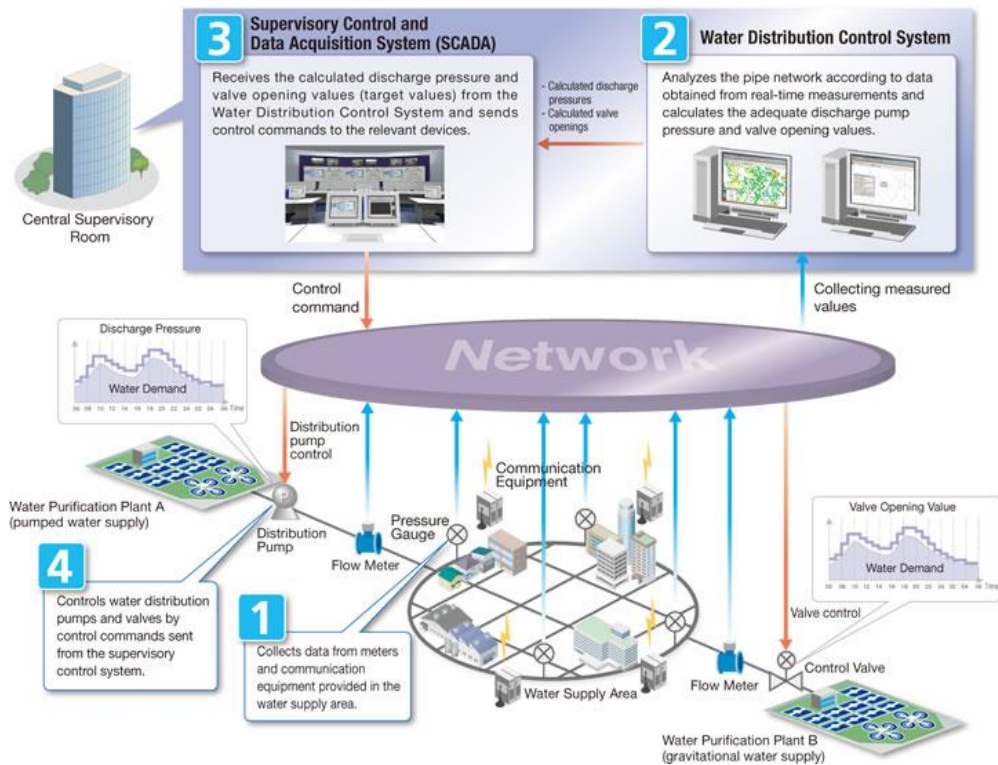 3
Supervisory Control and
Data Acquisition System (SCADA)
Receives the calculated discharge pressure and
valve opening values (target values) from the
Water Distribution Control System and sends
control commands to the relevant devices.
- Calculated discharge
pressures
- Calculated valve
openings
2
Water Distribution Control System
Analyzes the pipe network according to data
obtained from real-time measurements and
calculates the adequate discharge pump
pressure and valve opening values.
Central Supervisory
Room
Control
command
Collecting measured
values
Network
Discharge Pressure
Water Demand
Time
Distribution
pump
control
Water Purification Plant A
(pumped water supply)
Distribution
Pump
Flow Meter
Pressure
Gauge
Communication
Equipment
4
Controls water distribution
pumps and valves by
control commands sent
from the supervisory
control system.
1
Collects data from meters
and communication
equipment provided in the
water supply area.
Water Supply Area
Flow Meter
Valve Opening Value
Water Demand
Time
Valve control
Control Valve
Water Purification Plant B
(gravitational water supply)